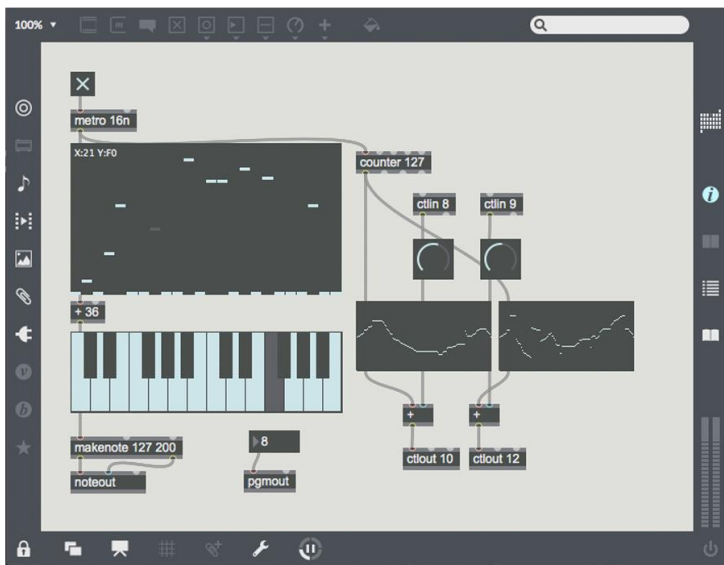 100%
metro 16n
X:21 Y:F0
counter 127
ctlin 8
ctlin 9
+ 36
+
+
makenote 127 200
8
ctlout 10
ctlout 12
noteout
pgmout
v
b
i